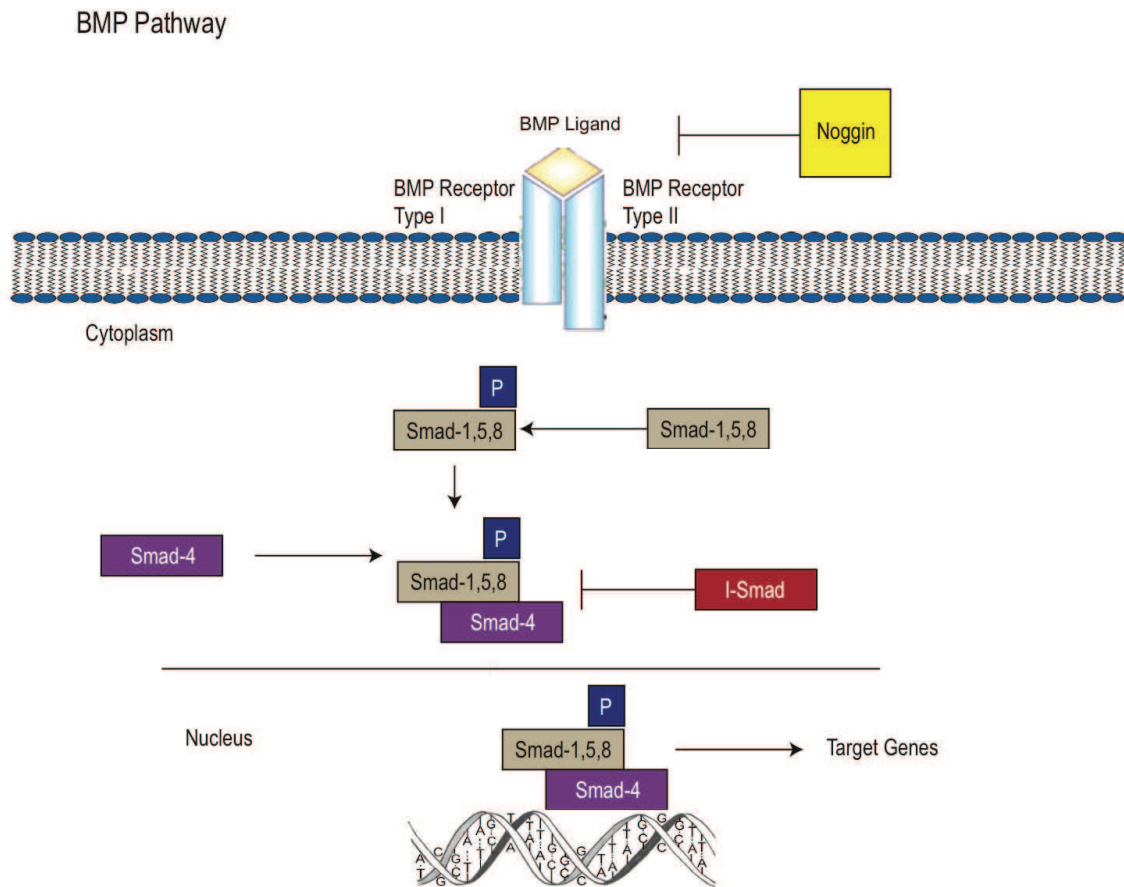 BMP Pathway
Noggin
BMP Ligand
BMP Receptor
Type I
BMP Receptor
Type II
Cytoplasm
P
Smad-1,5,8
Smad-1,5,8
P
Smad-4
Smad-1,5,8
Smad-4
I-Smad
P
Nucleus
Smad-1,5,8
Target Genes
Smad-4